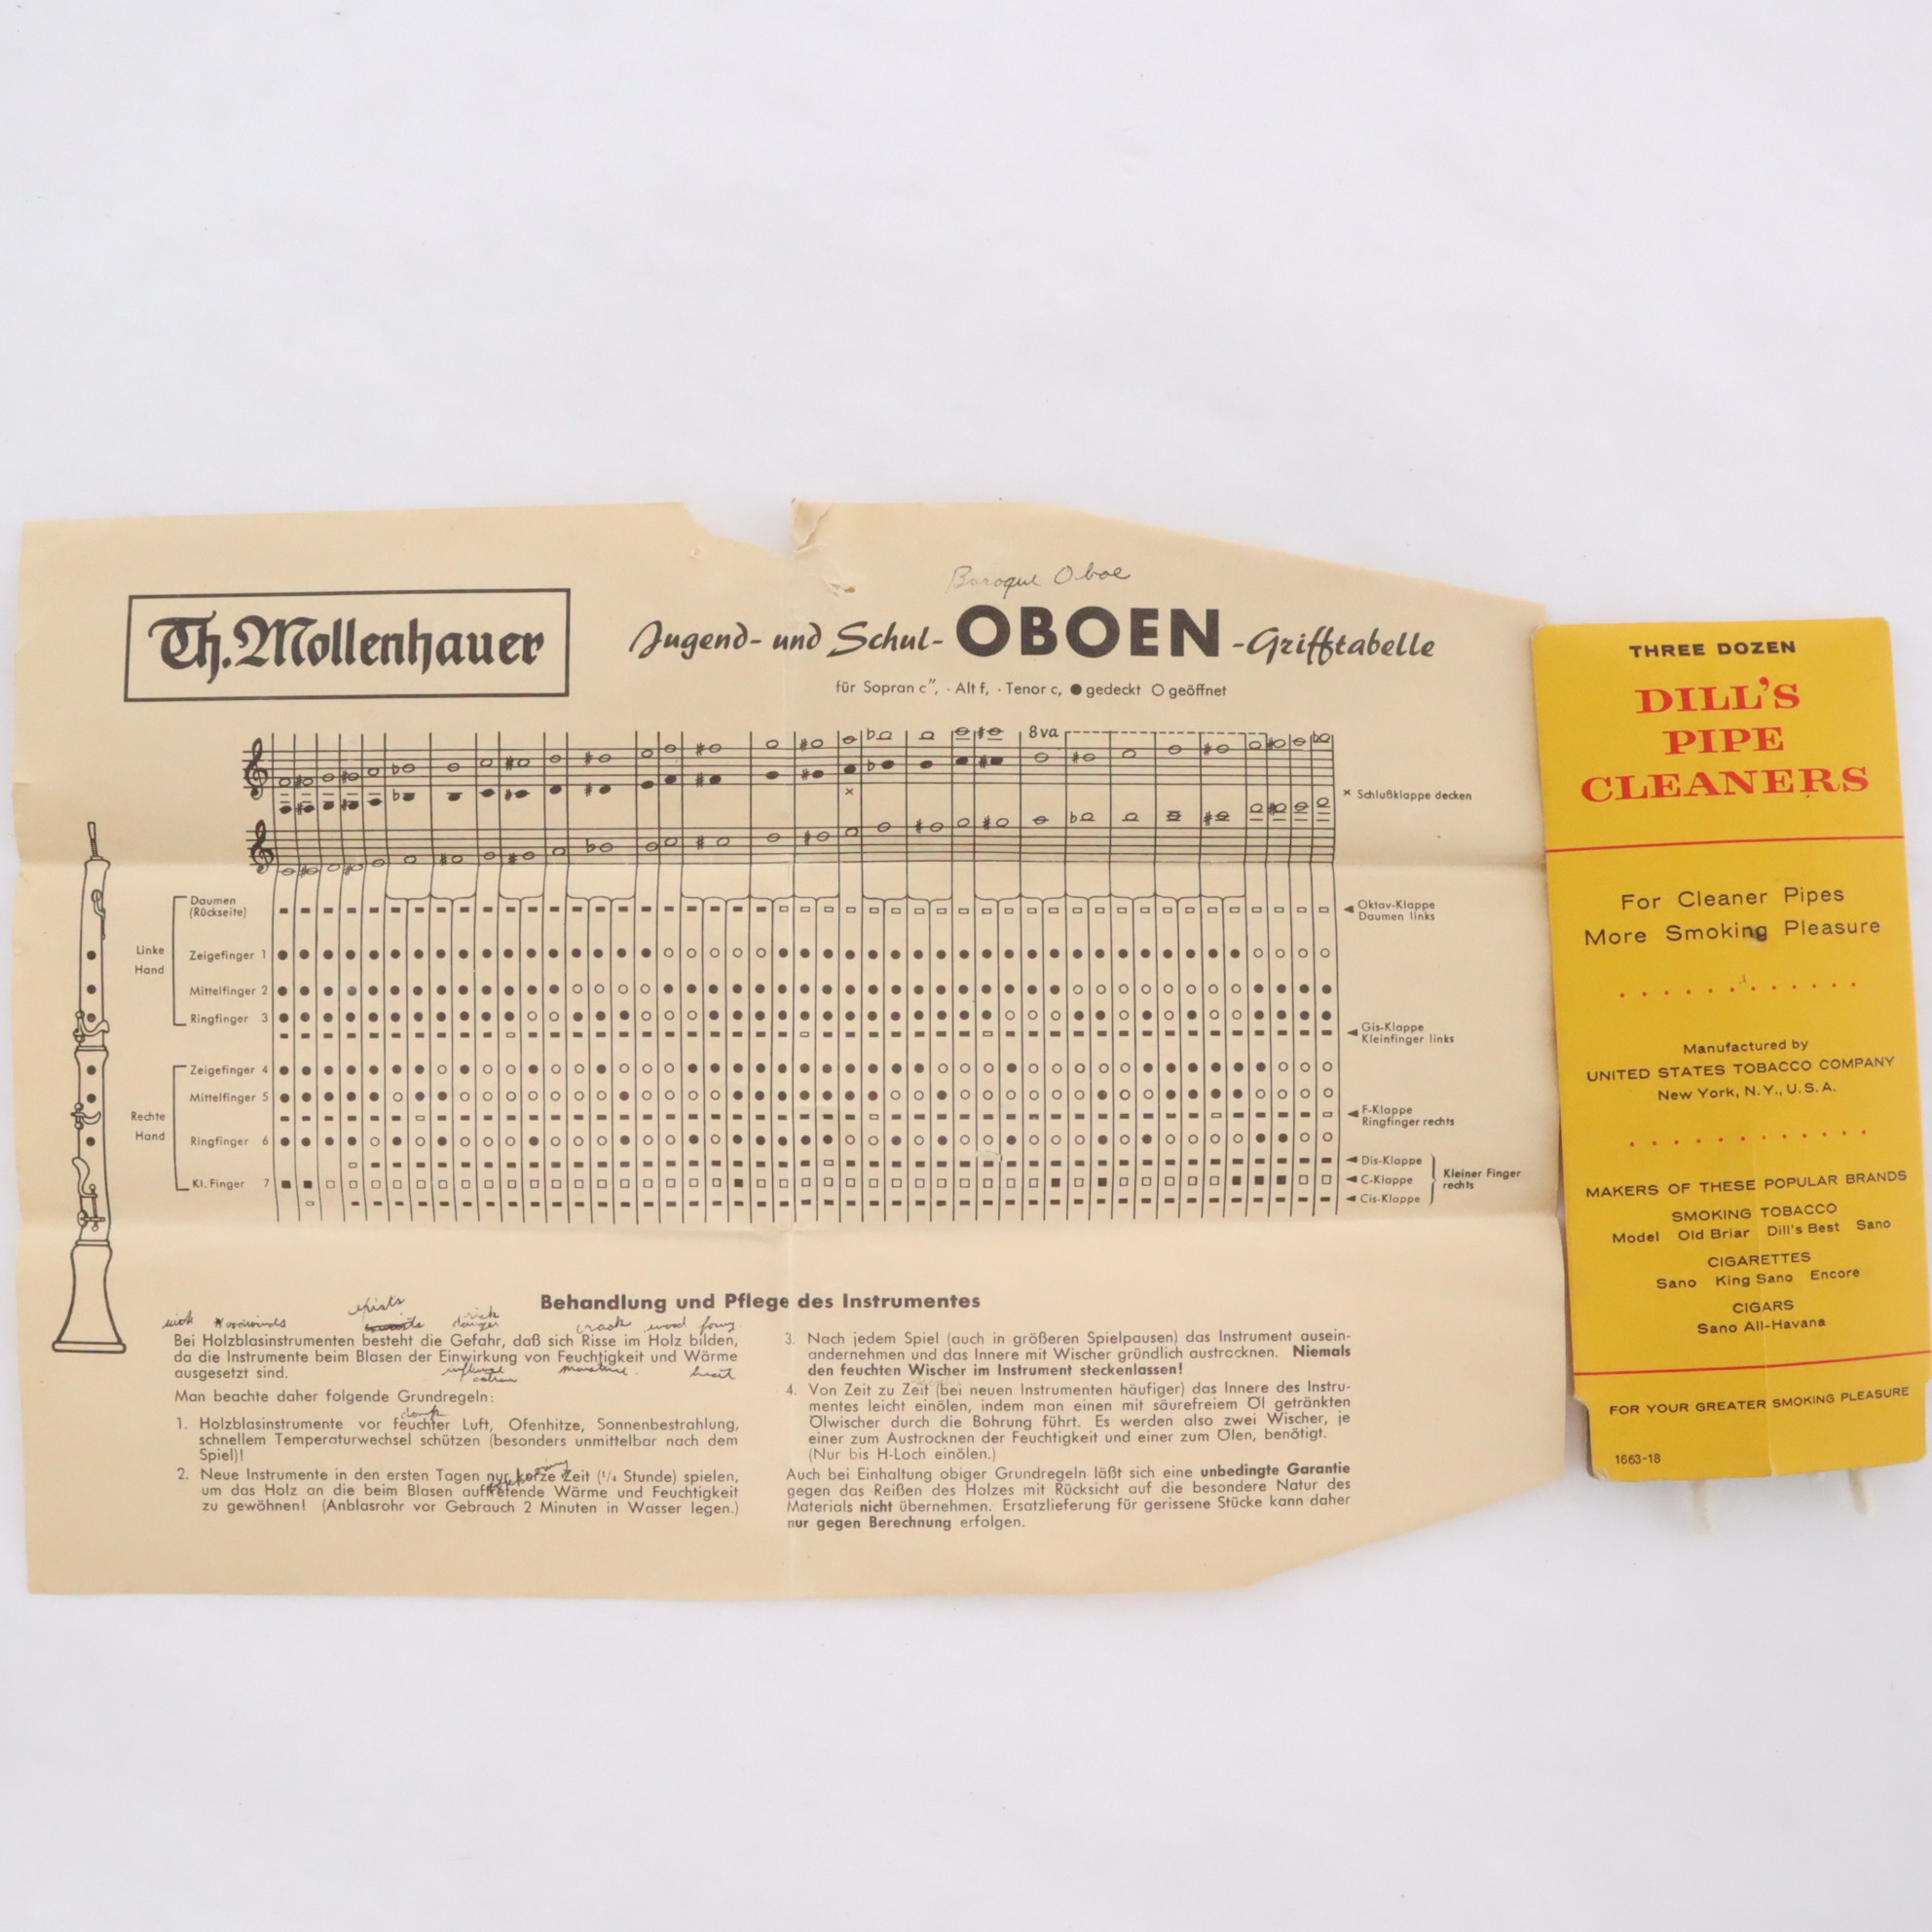 Baroque Oboe
Th. Mollenhauer
Jugend- und Schul- OBOEN -Grifftabelle
für Sopran c″, · Alt f, · Tenor c, ● gedeckt O geöffnet
8va
× Schlußklappe decken
Daumen
(Rückseite)
◄ Oktav-Klappe
Daumen links
Linke
Hand
Zeigefinger 1
Mittelfinger 2
Ringfinger 3
◄ Gis-Klappe
Kleinfinger links
Rechte
Hand
Zeigefinger 4
Mittelfinger 5
◄ F-Klappe
Ringfinger rechts
Ringfinger 6
◄ Dis-Klappe
Kl. Finger 7
◄ C-Klappe
◄ Cis-Klappe
Kleiner Finger
rechts
Behandlung und Pflege des Instrumentes
exists
woodwinds danger crack wood
Bei Holzblasinstrumenten besteht die Gefahr, daß sich Risse im Holz bilden,
da die Instrumente beim Blasen der Einwirkung von Feuchtigkeit und Wärme
ausgesetzt sind.
moisture heat
Man beachte daher folgende Grundregeln:
1. Holzblasinstrumente vor feuchter Luft, Ofenhitze, Sonnenbestrahlung,
schnellem Temperaturwechsel schützen (besonders unmittelbar nach dem
Spiel)!
2. Neue Instrumente in den ersten Tagen nur kurze Zeit (¼ Stunde) spielen,
um das Holz an die beim Blasen auftretende Wärme und Feuchtigkeit
zu gewöhnen! (Anblasrohr vor Gebrauch 2 Minuten in Wasser legen.)
3. Nach jedem Spiel (auch in größeren Spielpausen) das Instrument ausein-
andernehmen und das Innere mit Wischer gründlich austrocknen. Niemals
den feuchten Wischer im Instrument steckenlassen!
4. Von Zeit zu Zeit (bei neuen Instrumenten häufiger) das Innere des Instru-
mentes leicht einölen, indem man einen mit säurefreiem Öl getränkten
Ölwischer durch die Bohrung führt. Es werden also zwei Wischer, je
einer zum Austrocknen der Feuchtigkeit und einer zum Ölen, benötigt.
(Nur bis H-Loch einölen.)
Auch bei Einhaltung obiger Grundregeln läßt sich eine unbedingte Garantie
gegen das Reißen des Holzes mit Rücksicht auf die besondere Natur des
Materials nicht übernehmen. Ersatzlieferung für gerissene Stücke kann daher
nur gegen Berechnung erfolgen.
THREE DOZEN
DILL'S
PIPE
CLEANERS
For Cleaner Pipes
More Smoking Pleasure
Manufactured by
UNITED STATES TOBACCO COMPANY
New York, N. Y., U. S. A.
MAKERS OF THESE POPULAR BRANDS
SMOKING TOBACCO
Model Old Briar Dill's Best Sano
CIGARETTES
Sano King Sano Encore
CIGARS
Sano All-Havana
FOR YOUR GREATER SMOKING PLEASURE
1663-18